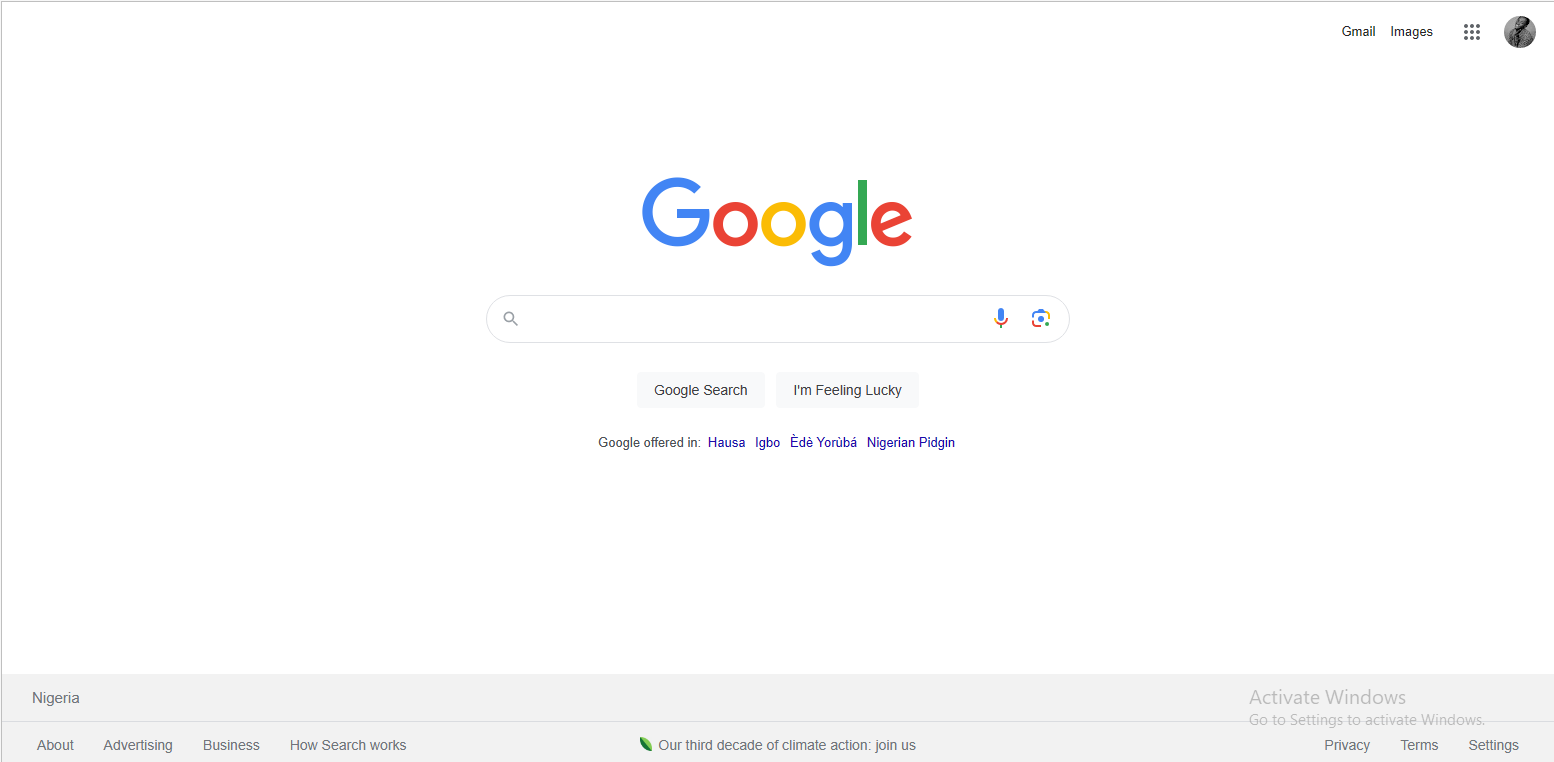 Gmail Images
Google
Google Search I'm Feeling Lucky
Google offered in: Hausa Igbo Èdè Yorùbá Nigerian Pidgin
Nigeria
Activate Windows
Go to Settings to activate Windows.
About Advertising Business How Search works Our third decade of climate action: join us Privacy Terms Settings